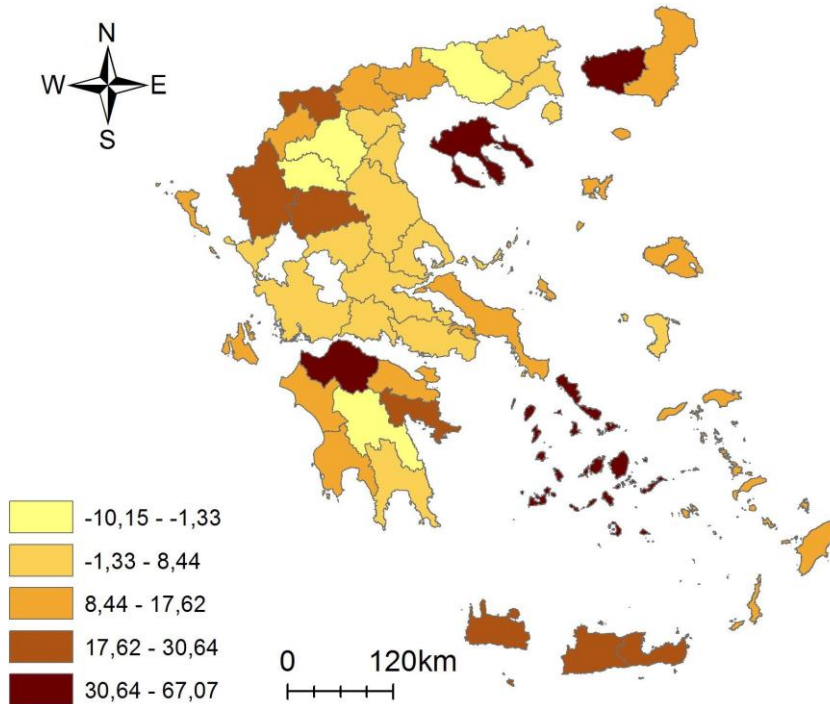 N
W E
S
-10,15 - -1,33
-1,33 - 8,44
8,44 - 17,62
17,62 - 30,64
30,64 - 67,07
0 120km